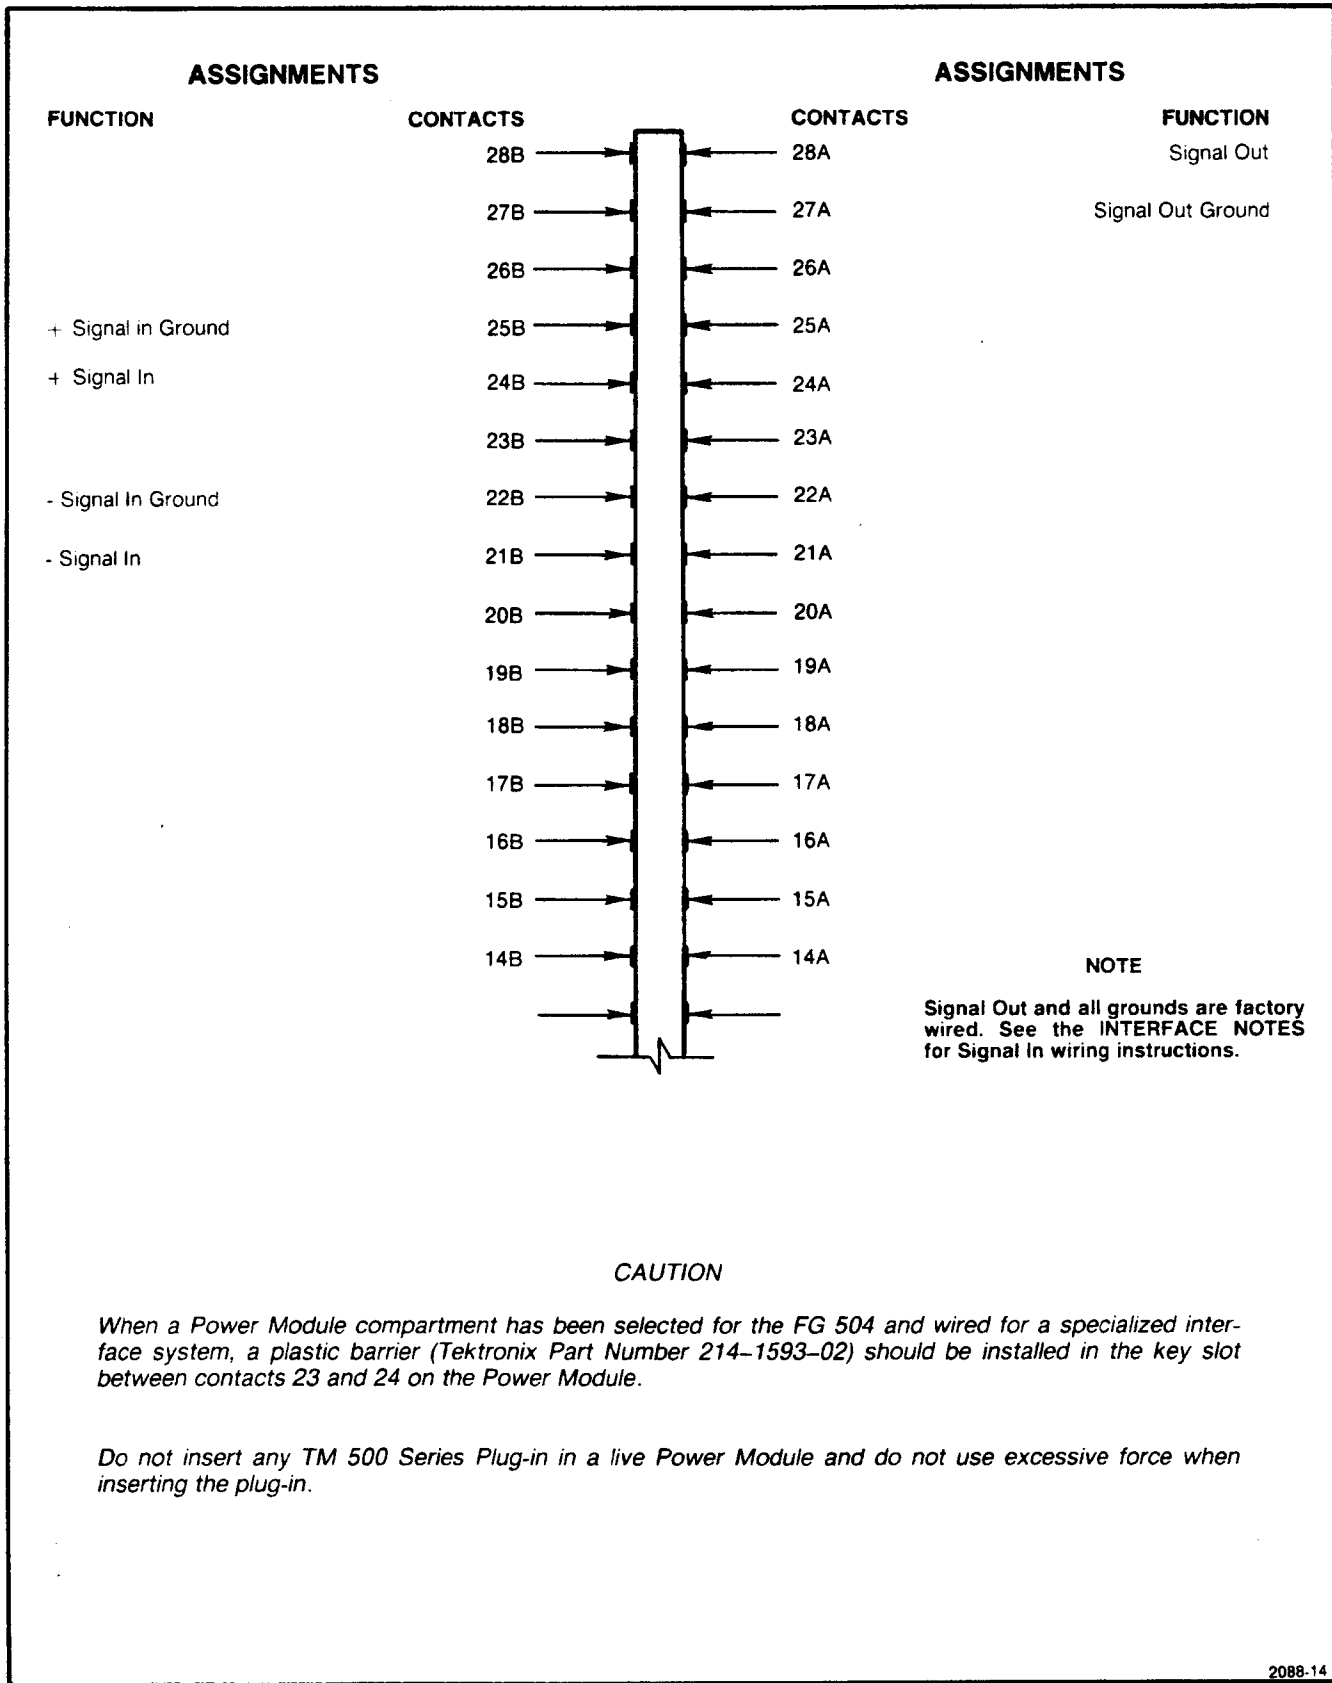 ASSIGNMENTS ASSIGNMENTS
FUNCTION CONTACTS CONTACTS FUNCTION
28B 28A Signal Out
27B 27A Signal Out Ground
26B 26A
+ Signal in Ground 25B 25A
+ Signal In 24B 24A
23B 23A
- Signal In Ground 22B 22A
- Signal In 21B 21A
20B 20A
19B 19A
18B 18A
17B 17A
16B 16A
15B 15A
14B 14A
NOTE
Signal Out and all grounds are factory
wired. See the INTERFACE NOTES
for Signal In wiring instructions.
CAUTION
When a Power Module compartment has been selected for the FG 504 and wired for a specialized inter-
face system, a plastic barrier (Tektronix Part Number 214–1593–02) should be installed in the key slot
between contacts 23 and 24 on the Power Module.
Do not insert any TM 500 Series Plug-in in a live Power Module and do not use excessive force when
inserting the plug-in.
2088-14